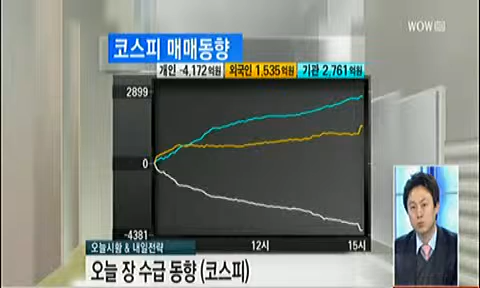 WOW
코스피 매매동향
개인 -4,172억원 외국인 1,535억원 기관 2,761억원
2899
0
-4381
12시 15시
오늘시황 & 내일전략
오늘 장 수급 동향 (코스피)